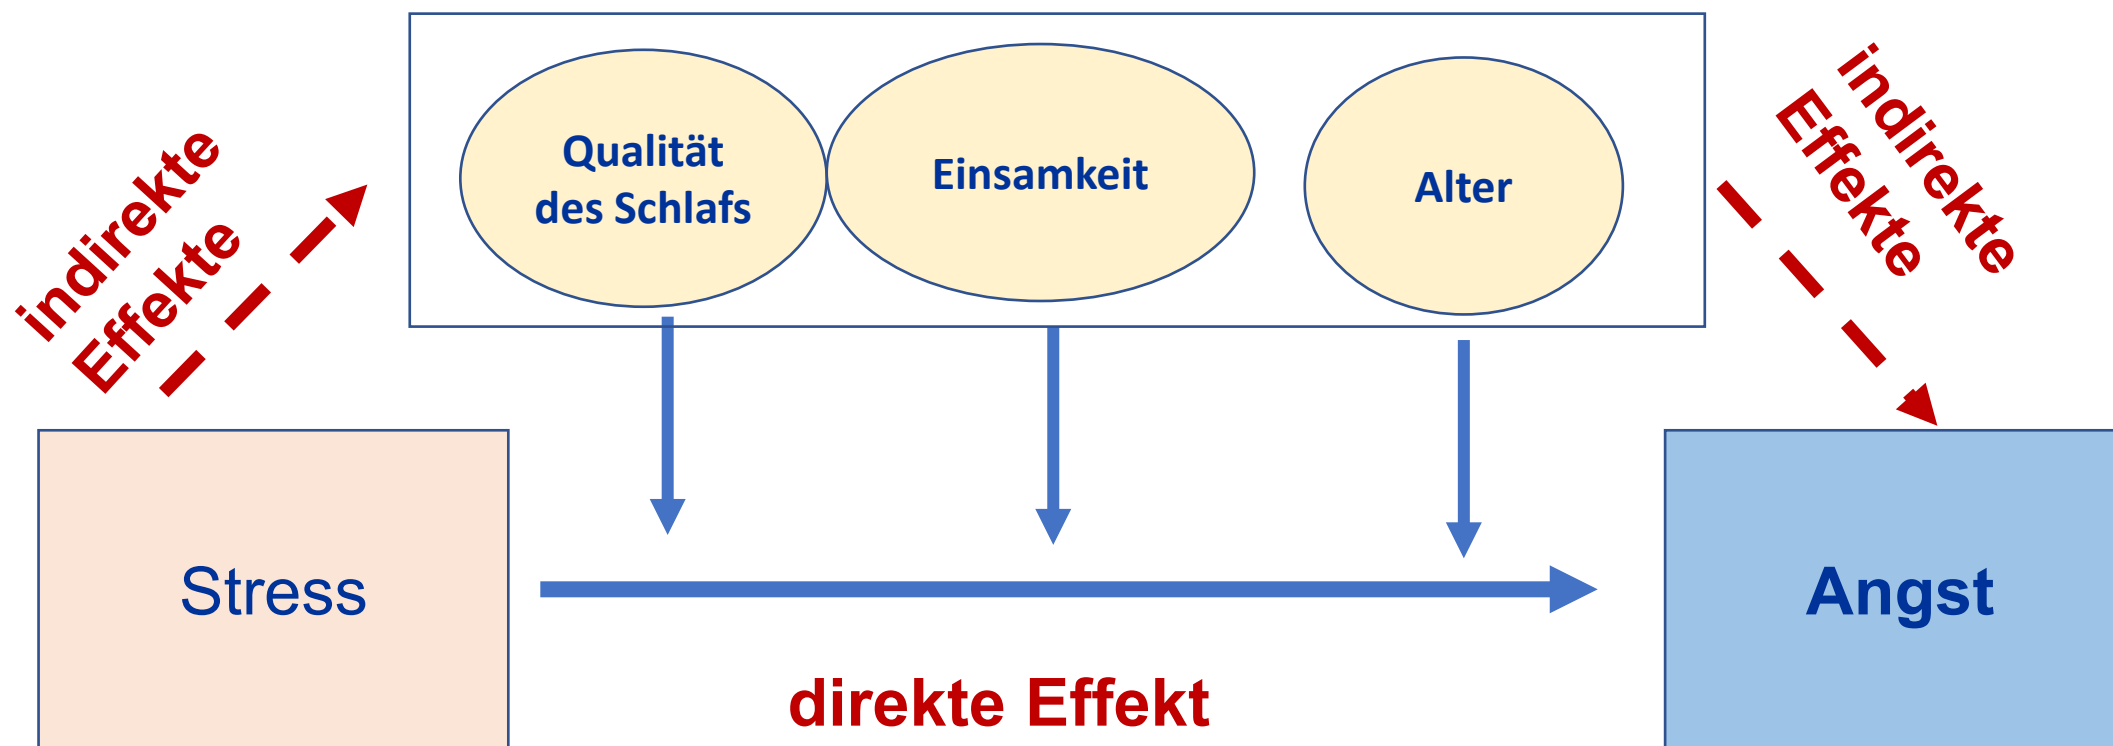 indirekte
Effekte
Qualität
des Schlafs
Einsamkeit
Alter
indirekte
Effekte
Stress
Angst
direkte Effekt